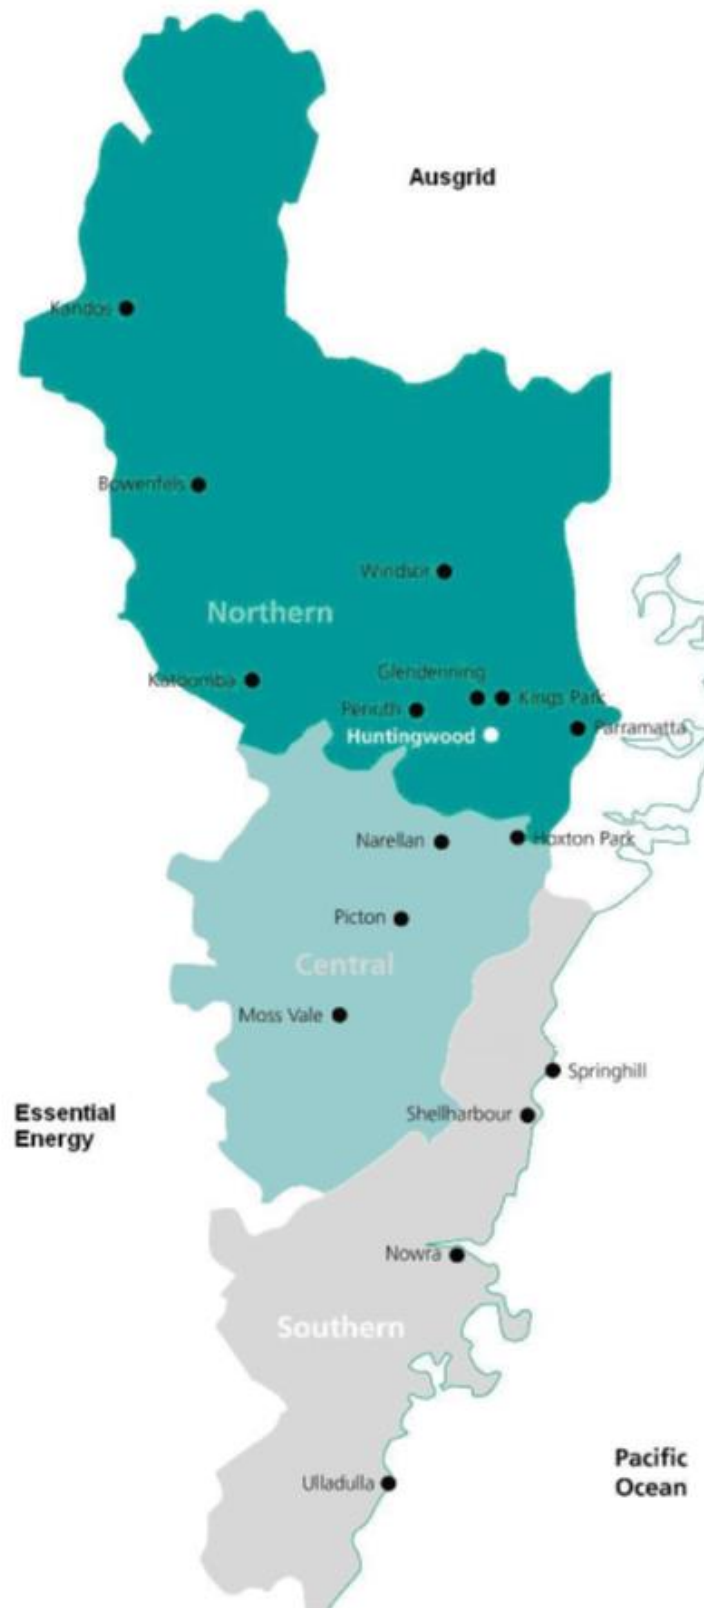 Ausgrid
Kandos
Bowenfels
Windsor
Northern
Katoomba
Glendenning
Kings Park
Penrith
Parramatta
Huntingwood
Narellan
Hoxton Park
Picton
Central
Moss Vale
Springhill
Essential
Energy
Shellharbour
Nowra
Southern
Pacific
Ocean
Ulladulla